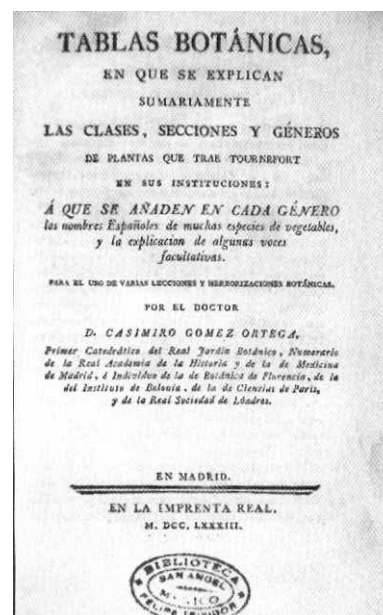 TABLAS BOTÁNICAS,
EN QUE SE EXPLICAN
SUMARIAMENTE
LAS CLASES, SECCIONES Y GÉNEROS
DE PLANTAS QUE TRAE TOURNEFORT
EN SUS INSTITUCIONES:
Á QUE SE AÑADEN EN CADA GÉNERO
los nombres Españoles de muchas especies de vegetables,
y la explicacion de algunas voces
facultativas.
PARA EL USO DE VARIAS LECCIONES Y HERBORIZACIONES BOTÁNICAS.
POR EL DOCTOR
D. CASIMIRO GOMEZ ORTEGA,
Primer Catedrático del Real Jardin Botánico, Numerario
de la Real Academia de la Historia y de la de Medicina
de Madrid, é Individuo de la de Botánica de Florencia, de la
del Instituto de Bolonia, de la de Ciencias de Paris,
y de la Real Sociedad de Lóndres.
EN MADRID.
EN LA IMPRENTA REAL.
M. DCC. LXXXIII.
BIBLIOTECA
SAN ANGEL
MEXICO
FELIPE TEIXIDOR